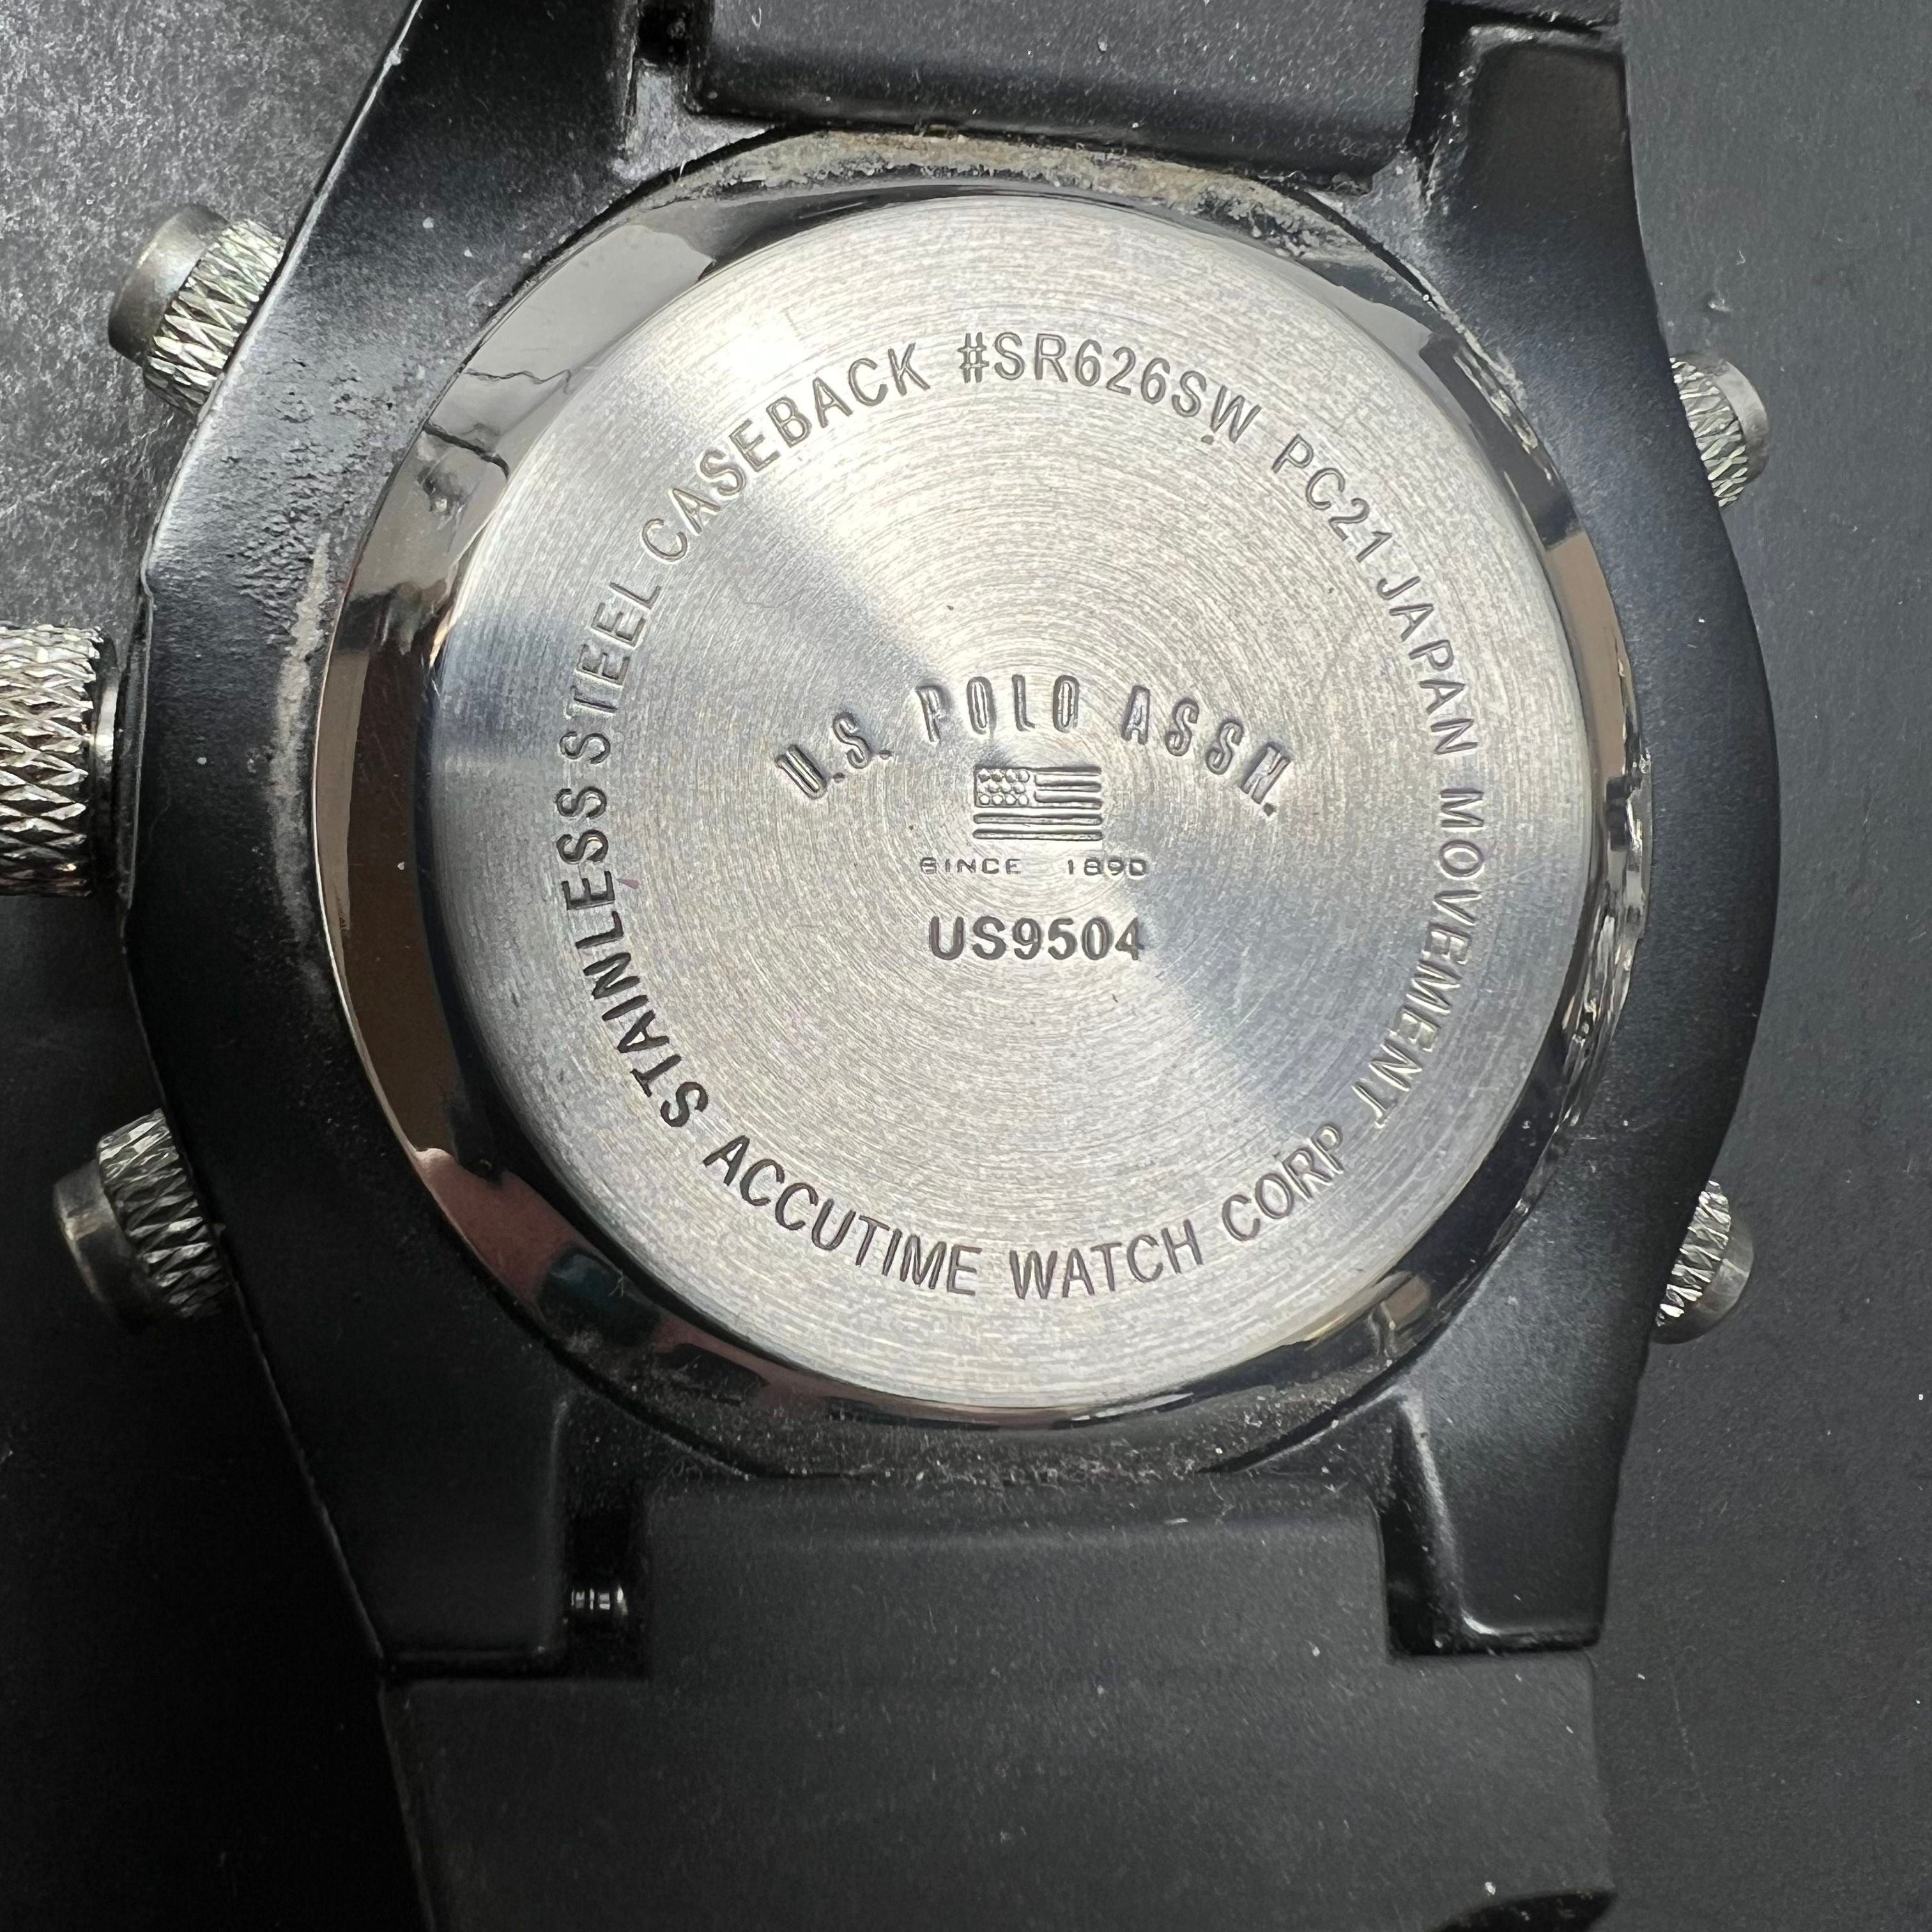 STAINLESS STEEL CASEBACK #SR626SW PC21 JAPAN MOVEMENT
ACCUTIME WATCH CORP
U.S. POLO ASSN.
SINCE 1890
US9504